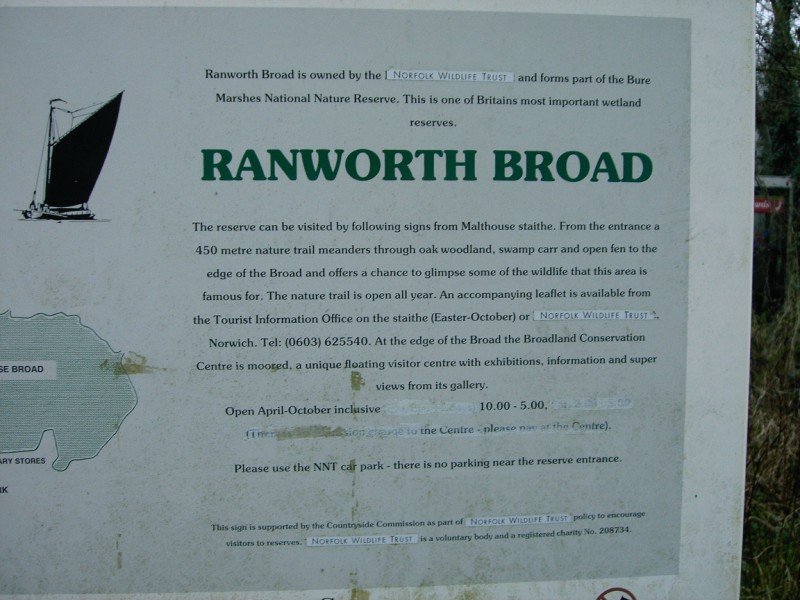 Ranworth Broad is owned by the NORFOLK WILDLIFE TRUST and forms part of the Bure
Marshes National Nature Reserve. This is one of Britains most important wetland
reserves.
RANWORTH BROAD
The reserve can be visited by following signs from Malthouse staithe. From the entrance a
450 metre nature trail meanders through oak woodland, swamp carr and open fen to the
edge of the Broad and offers a chance to glimpse some of the wildlife that this area is
famous for. The nature trail is open all year. An accompanying leaflet is available from
the Tourist Information Office on the staithe (Easter-October) or NORFOLK WILDLIFE TRUST,
Norwich. Tel: (0603) 625540. At the edge of the Broad the Broadland Conservation
Centre is moored, a unique floating visitor centre with exhibitions, information and super
views from its gallery.
Open April-October inclusive 10.00 - 5.00,
to the Centre - please pay at the Centre).
Please use the NNT car park - there is no parking near the reserve entrance.
This sign is supported by the Countryside Commission as part of NORFOLK WILDLIFE TRUST policy to encourage
visitors to reserves. NORFOLK WILDLIFE TRUST is a voluntary body and a registered charity No. 208734.
SE BROAD
ARY STORES
RK